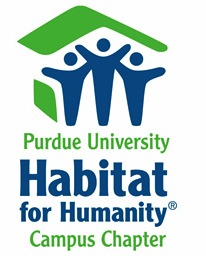 Purdue University
Habitat
for Humanity®
Campus Chapter